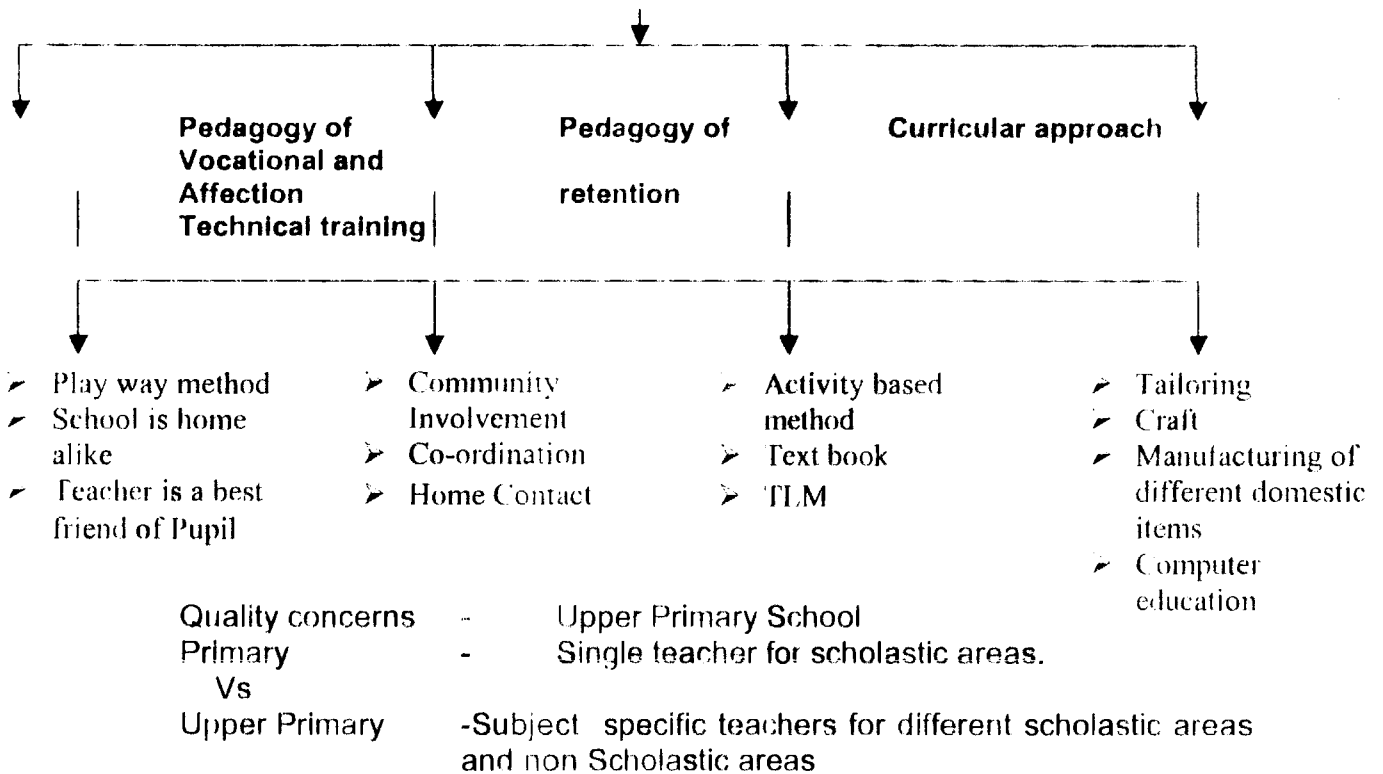 Pedagogy of Pedagogy of Curricular approach
Vocational and
Affection retention
Technical training
➢ Play way method
➢ School is home
alike
➢ Teacher is a best
friend of Pupil
➢ Community
Involvement
➢ Co-ordination
➢ Home Contact
➢ Activity based
method
➢ Text book
➢ TLM
➢ Tailoring
➢ Craft
➢ Manufacturing of
different domestic
items
➢ Computer
education
Quality concerns - Upper Primary School
Primary - Single teacher for scholastic areas.
Vs
Upper Primary -Subject specific teachers for different scholastic areas
and non Scholastic areas